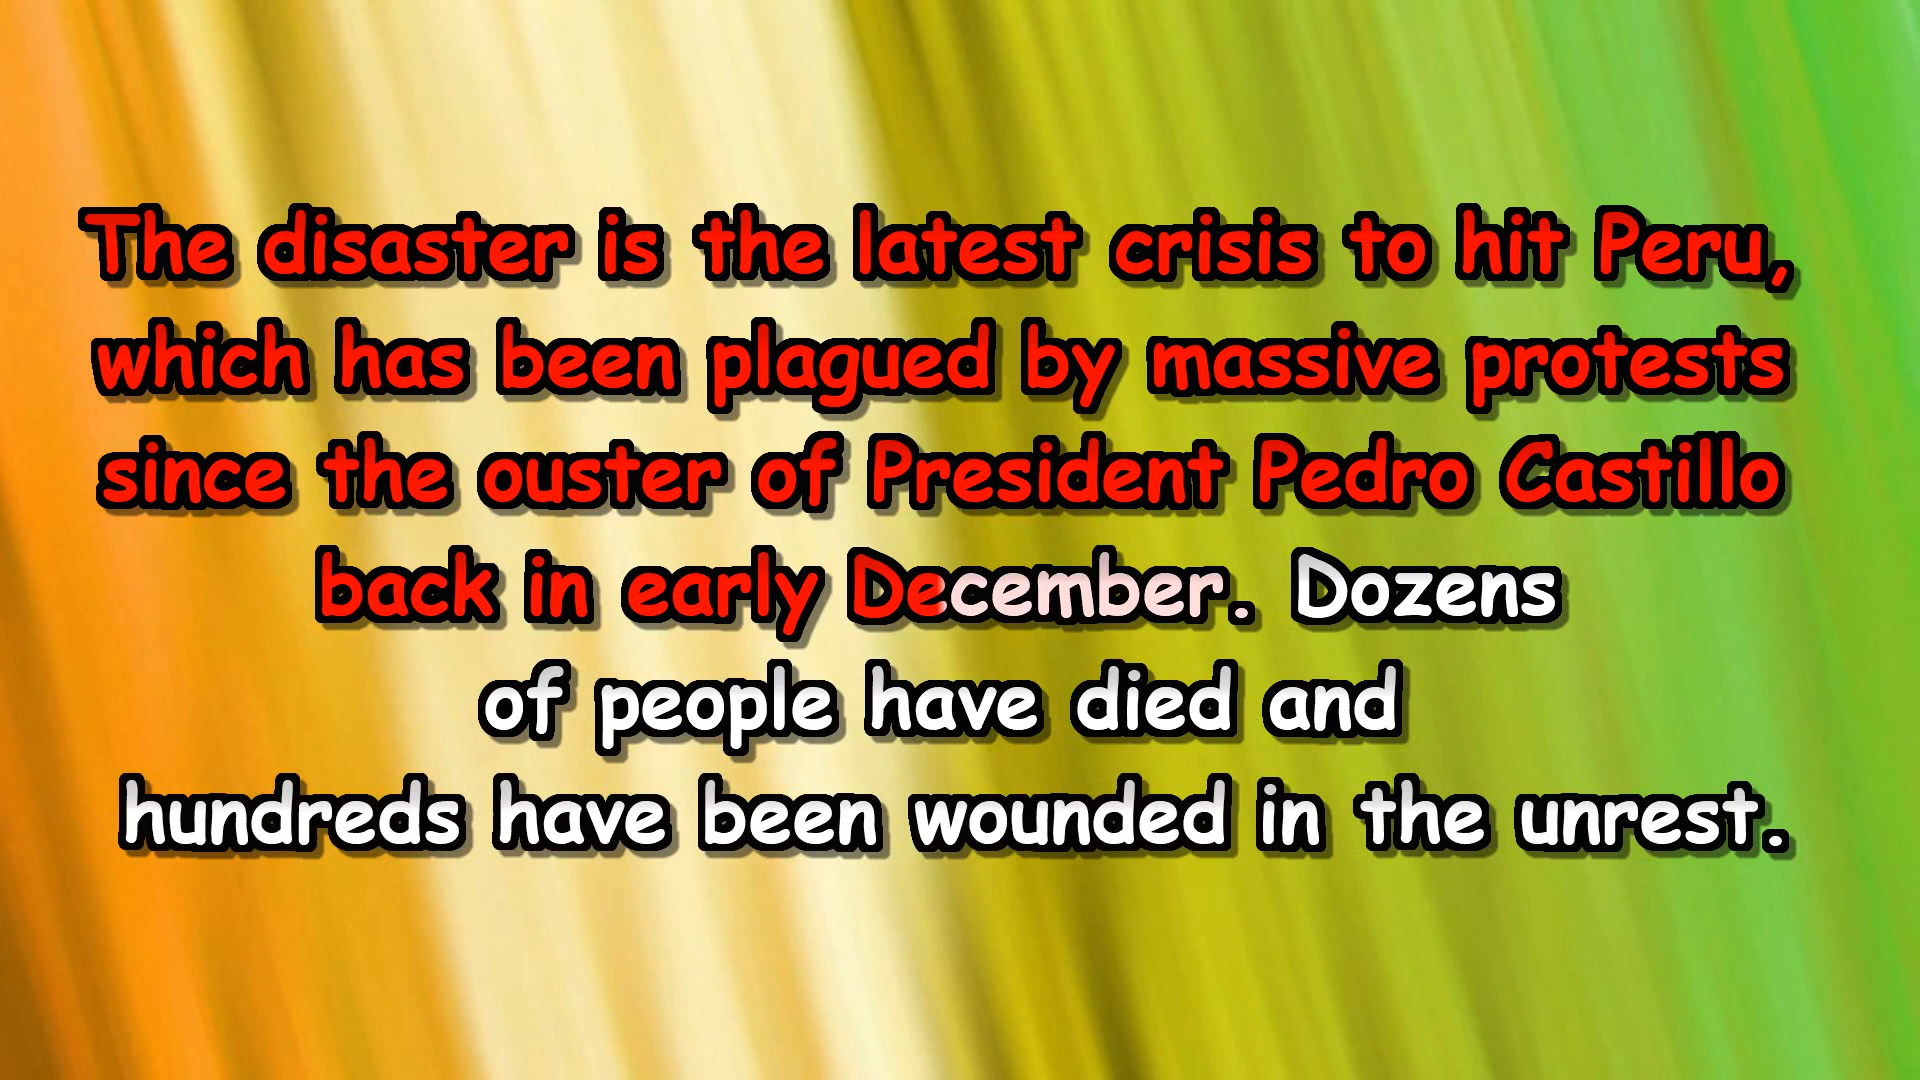 The disaster is the latest crisis to hit Peru,
which has been plagued by massive protests
since the ouster of President Pedro Castillo
back in early December. Dozens
of people have died and
hundreds have been wounded in the unrest.